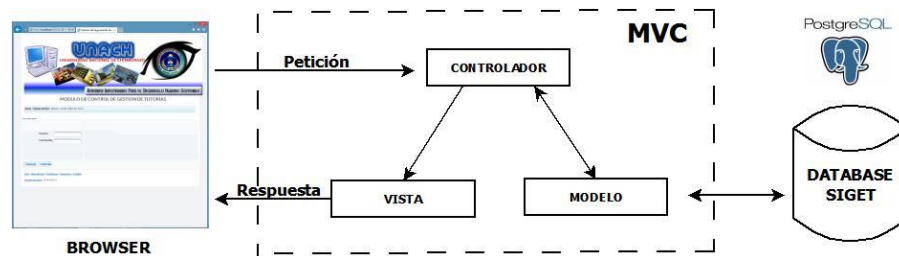 UNACH
MODULO DE CONTROL DE GESTION DE TUTORIAS
BROWSER
Petición
Respuesta
MVC
CONTROLADOR
VISTA
MODELO
PostgreSQL
DATABASE
SIGET